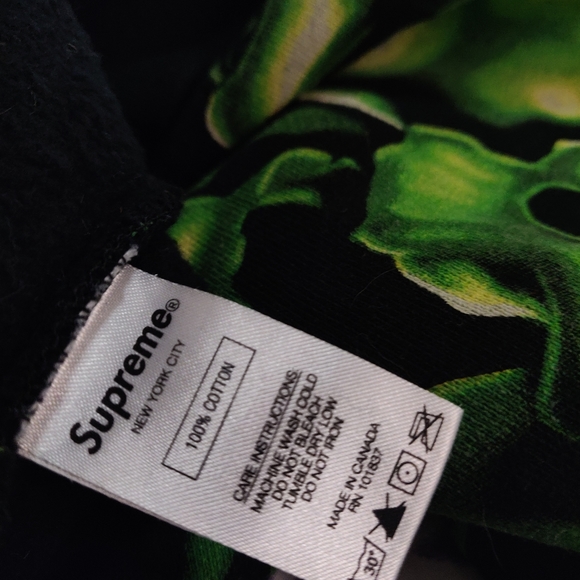 Supreme®
NEW YORK CITY
100% COTTON
CARE INSTRUCTIONS
MACHINE WASH COLD
DO NOT BLEACH
TUMBLE DRY LOW
DO NOT IRON
MADE IN CANADA
RN 101837
30°